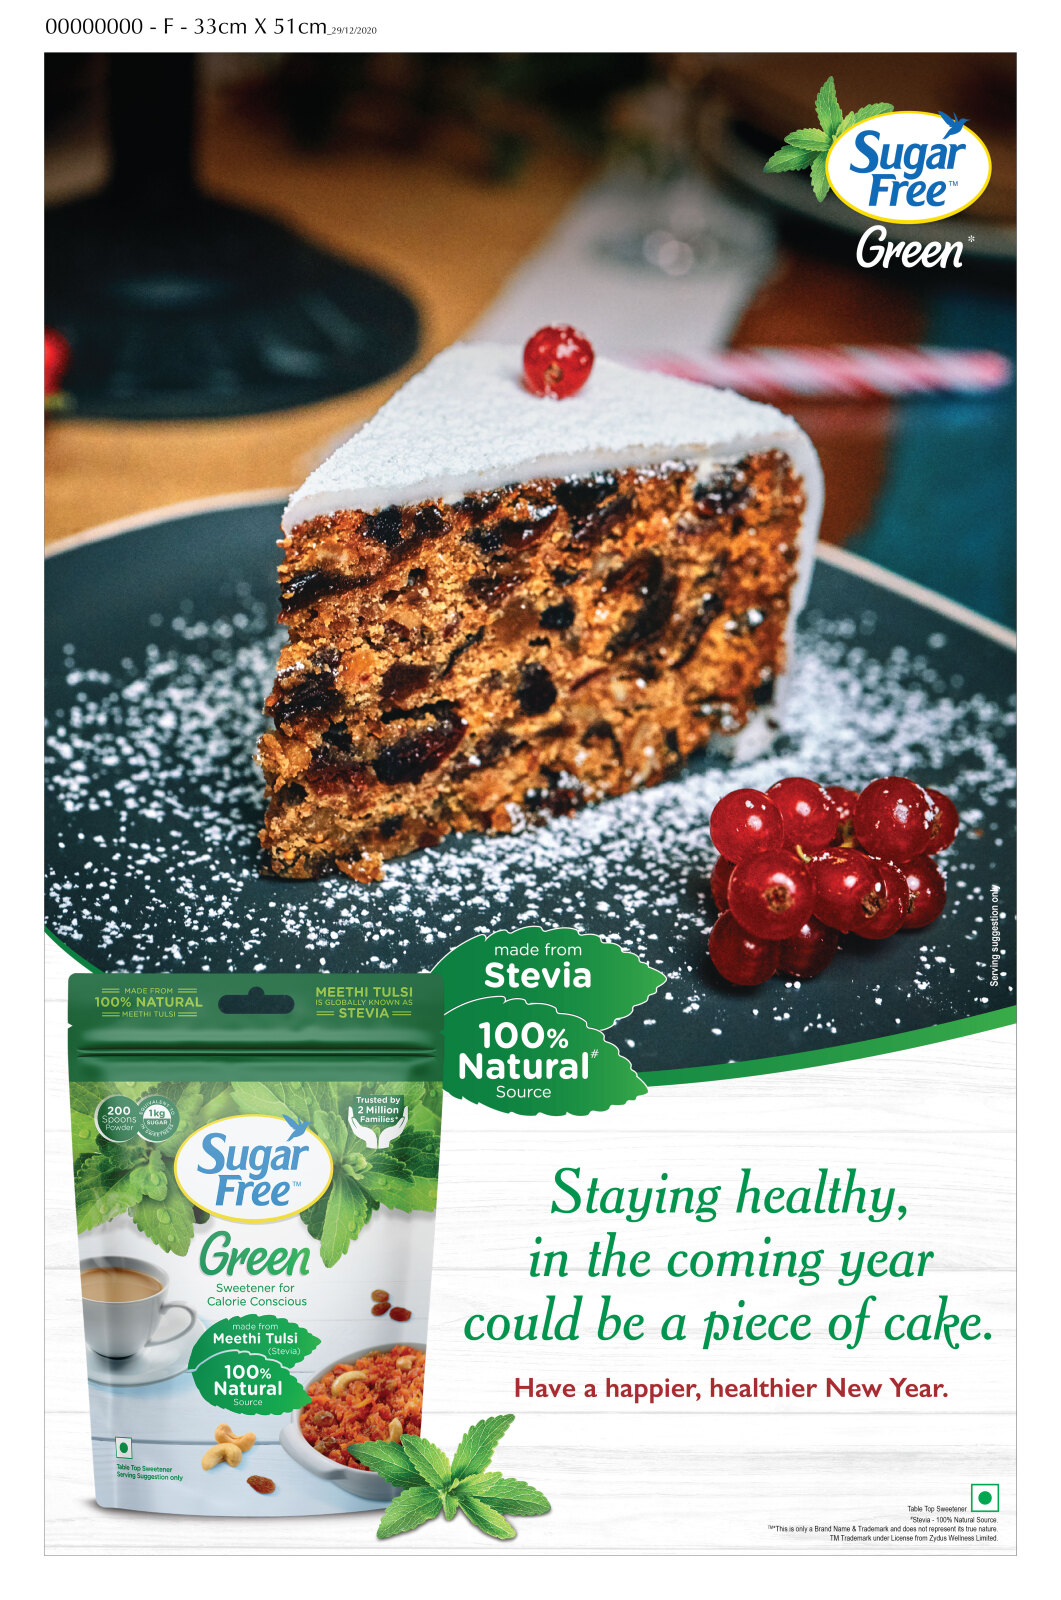 00000000 - F - 33cm X 51cm_29/12/2020
Sugar
Free™
Green*
Serving suggestion only
made from
Stevia
100%
Natural#
Source
MADE FROM
100% NATURAL
MEETHI TULSI
MEETHI TULSI
IS GLOBALLY KNOWN AS
STEVIA
200
Spoons
Powder
EQUIVALENT TO
1kg
SUGAR
IN SWEETNESS
Trusted by
2 Million
Families*
Sugar
Free™
Green
Sweetener for
Calorie Conscious
made from
Meethi Tulsi
(Stevia)
100%
Natural
Source
Table Top Sweetener
Serving Suggestion only
Staying healthy,
in the coming year
could be a piece of cake.
Have a happier, healthier New Year.
Table Top Sweetener
#Stevia - 100% Natural Source.
™*This is only a Brand Name & Trademark and does not represent its true nature.
TM Trademark under License from Zydus Wellness Limited.